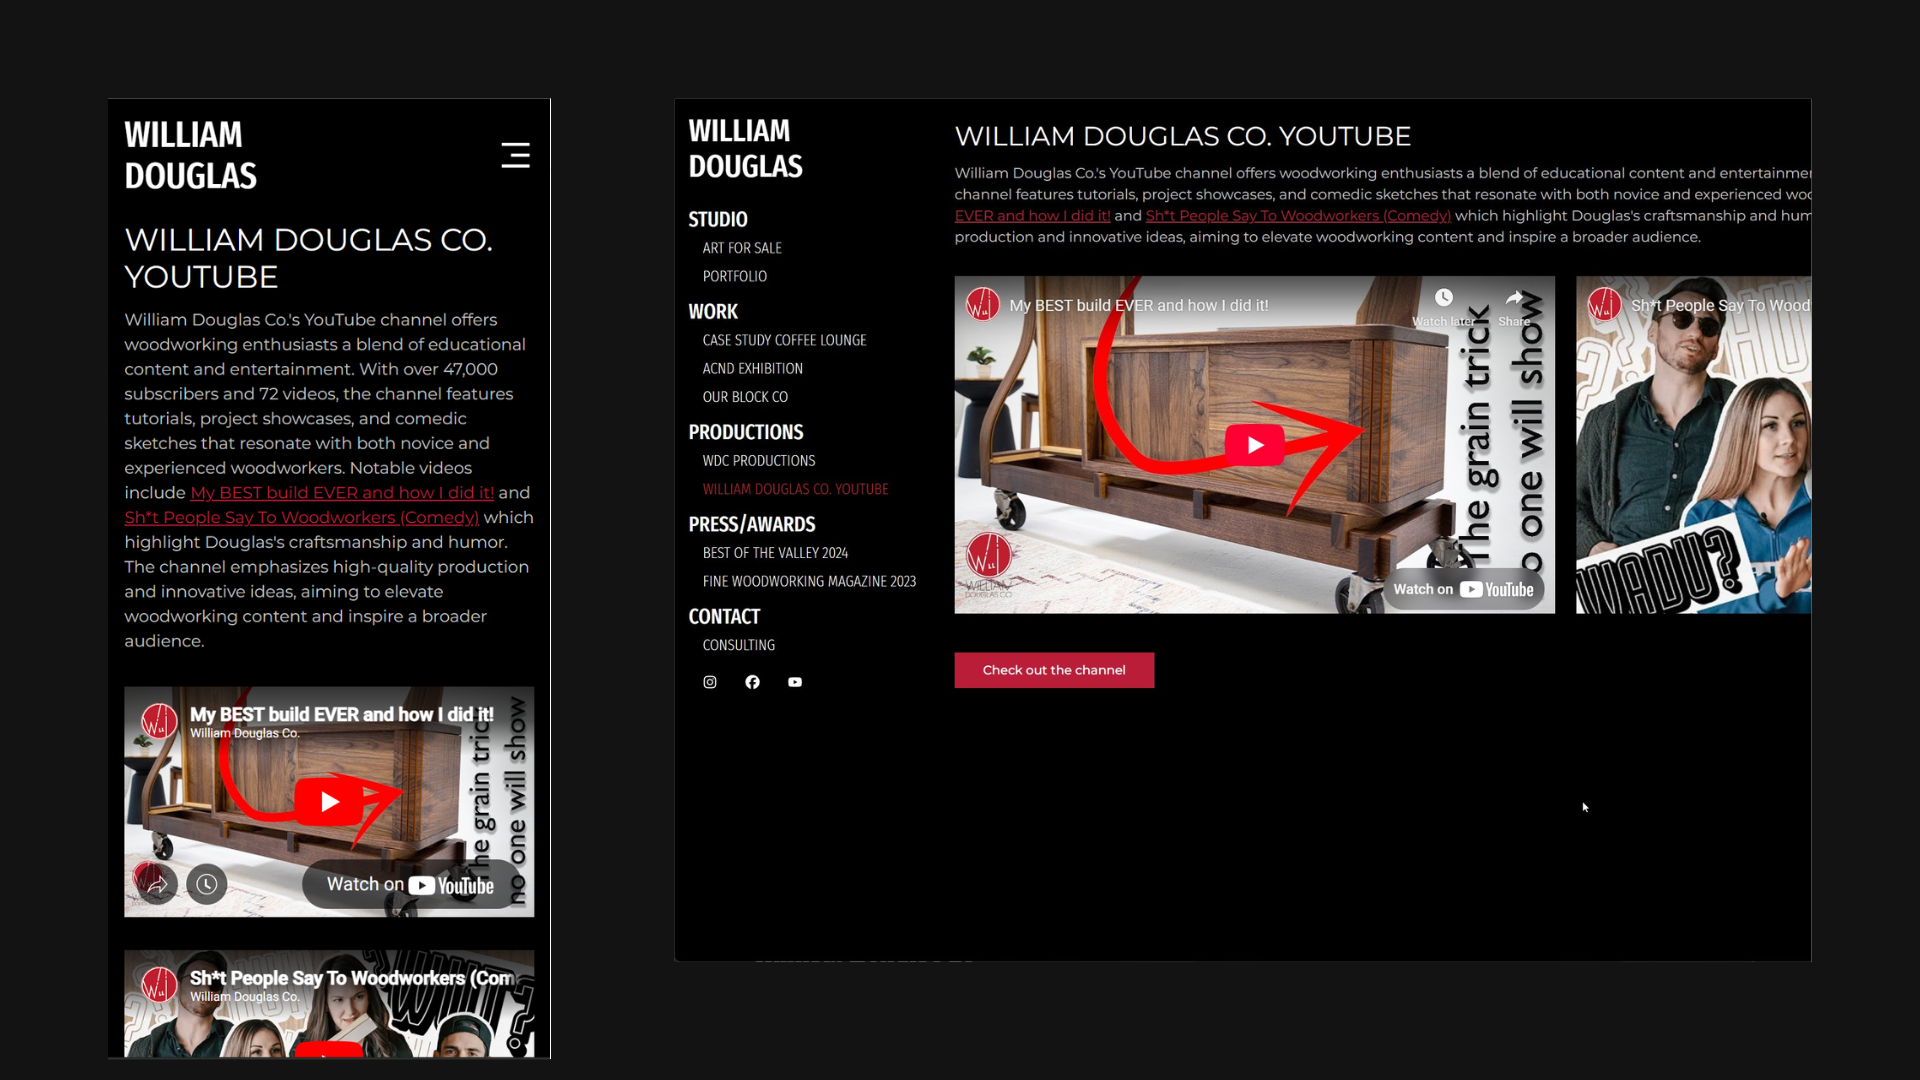 WILLIAM
DOUGLAS
WILLIAM DOUGLAS CO.
YOUTUBE
William Douglas Co.'s YouTube channel offers
woodworking enthusiasts a blend of educational
content and entertainment. With over 47,000
subscribers and 72 videos, the channel features
tutorials, project showcases, and comedic
sketches that resonate with both novice and
experienced woodworkers. Notable videos
include My BEST build EVER and how I did it! and
Sh*t People Say To Woodworkers (Comedy) which
highlight Douglas's craftsmanship and humor.
The channel emphasizes high-quality production
and innovative ideas, aiming to elevate
woodworking content and inspire a broader
audience.
My BEST build EVER and how I did it!
William Douglas Co.
The grain trick
no one will show
Watch on YouTube
Sh*t People Say To Woodworkers (Com
William Douglas Co.
WILLIAM
DOUGLAS
STUDIO
ART FOR SALE
PORTFOLIO
WORK
CASE STUDY COFFEE LOUNGE
ACND EXHIBITION
OUR BLOCK CO
PRODUCTIONS
WDC PRODUCTIONS
WILLIAM DOUGLAS CO. YOUTUBE
PRESS/AWARDS
BEST OF THE VALLEY 2024
FINE WOODWORKING MAGAZINE 2023
CONTACT
CONSULTING
WILLIAM DOUGLAS CO. YOUTUBE
William Douglas Co.'s YouTube channel offers woodworking enthusiasts a blend of educational content and entertainmen
channel features tutorials, project showcases, and comedic sketches that resonate with both novice and experienced woo
EVER and how I did it! and Sh*t People Say To Woodworkers (Comedy) which highlight Douglas's craftsmanship and hum
production and innovative ideas, aiming to elevate woodworking content and inspire a broader audience.
My BEST build EVER and how I did it!
Watch later
Share
The grain trick
no one will show
WILLIAM
DOUGLAS CO
Watch on YouTube
Sh*t People Say To Wood
WADU?
Check out the channel